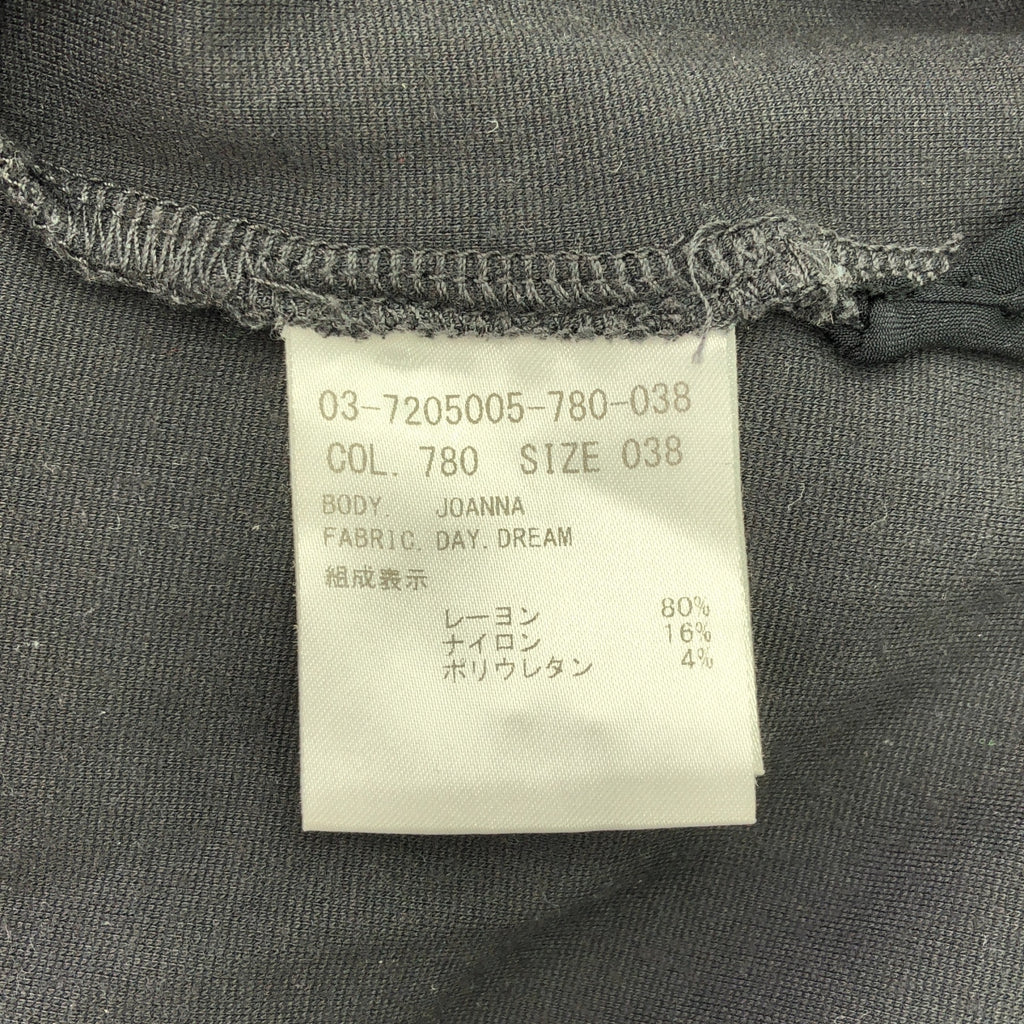 03-7205005-780-038
COL. 780 SIZE 038
BODY. JOANNA
FABRIC. DAY. DREAM
組成表示
レーヨン 80%
ナイロン 16%
ポリウレタン 4%